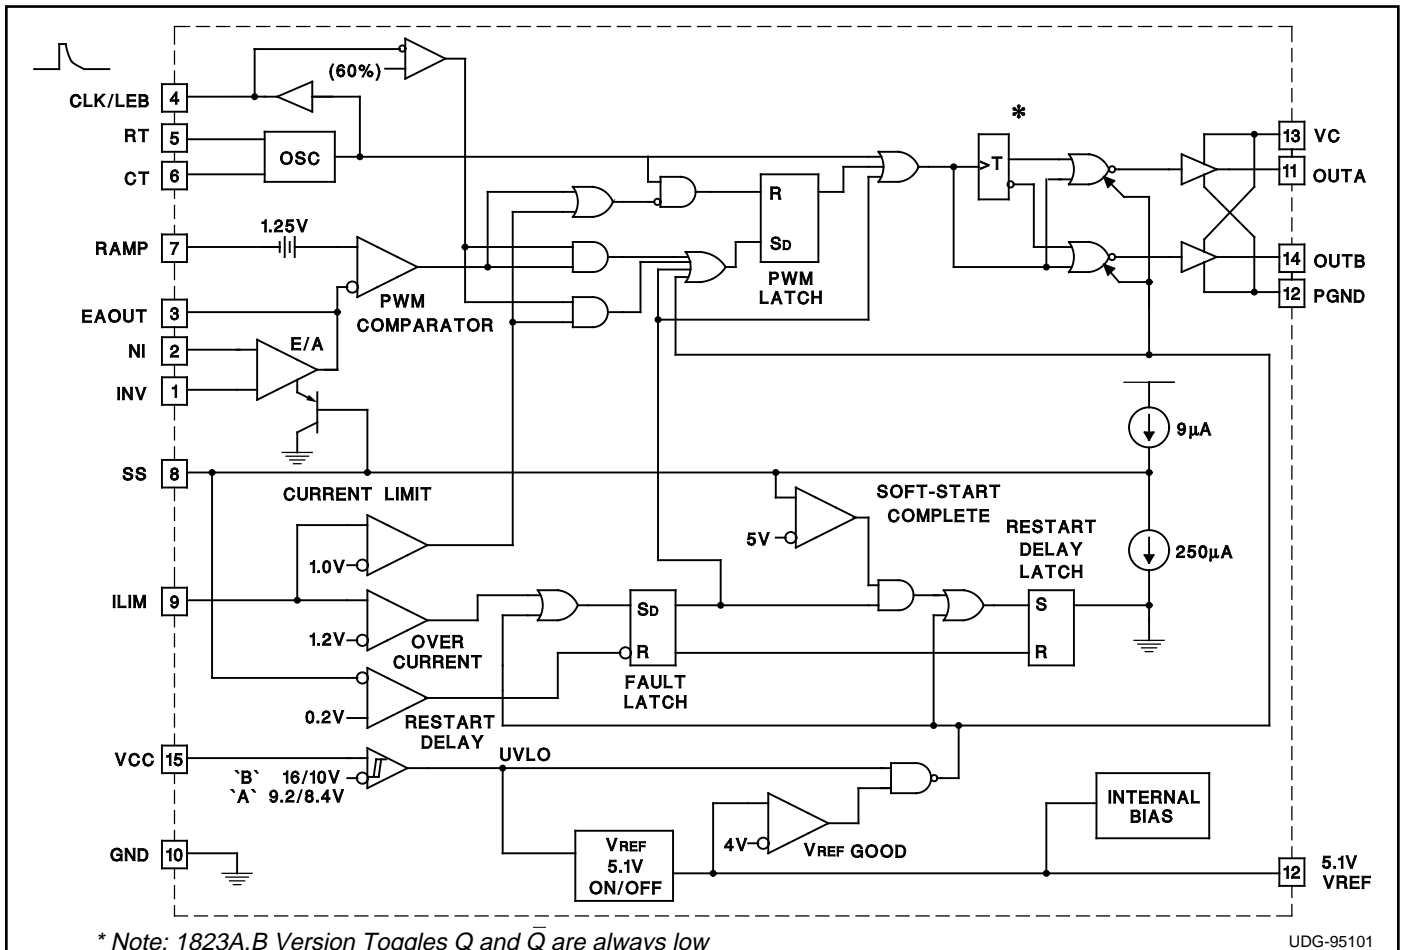 (60%)
CLK/LEB 4
RT 5
CT 6
OSC
*
>T
13 VC
11 OUTA
R
SD
PWM
LATCH
1.25V
RAMP 7
PWM
COMPARATOR
14 OUTB
12 PGND
EAOUT 3
NI 2
E/A
INV 1
9µA
SS 8
CURRENT LIMIT
SOFT-START
COMPLETE
5V
RESTART
DELAY
LATCH
250µA
1.0V
ILIM 9
1.2V
OVER
CURRENT
SD
R
FAULT
LATCH
S
R
0.2V
RESTART
DELAY
VCC 15
`B` 16/10V
`A` 9.2/8.4V
UVLO
INTERNAL
BIAS
4V
VREF GOOD
GND 10
VREF
5.1V
ON/OFF
12 5.1V
VREF
* Note: 1823A,B Version Toggles Q and Q̅ are always low
UDG-95101